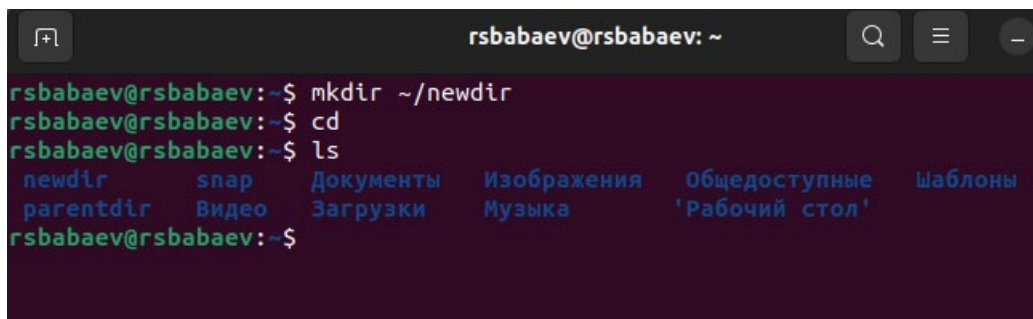 rsbabaev@rsbabaev: ~
rsbabaev@rsbabaev:~$ mkdir ~/newdir
rsbabaev@rsbabaev:~$ cd
rsbabaev@rsbabaev:~$ ls
newdir snap Документы Изображения Общедоступные Шаблоны
parentdir Видео Загрузки Музыка 'Рабочий стол'
rsbabaev@rsbabaev:~$